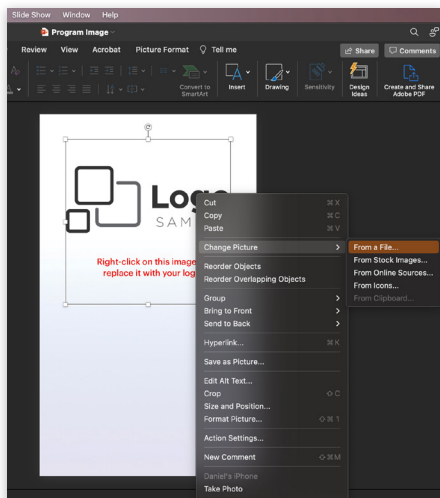 Slide Show Window Help
Program Image
Review View Acrobat Picture Format Tell me
Share Comments
Convert to
SmartArt
Insert
Drawing
Sensitivity
Design
Ideas
Create and Share
Adobe PDF
Logo
SAM
Right-click on this image
replace it with your log
Cut ⌘ X
Copy ⌘ C
Paste ⌘ V
Change Picture >
From a File...
From Stock Images...
From Online Sources...
From Icons...
From Clipboard...
Reorder Objects
Reorder Overlapping Objects
Group >
Bring to Front >
Send to Back >
Hyperlink... ⌘ K
Save as Picture...
Edit Alt Text...
Crop ⇧ C
Size and Position...
Format Picture... ⇧ ⌘ 1
Action Settings...
New Comment ⇧ ⌘ M
Daniel's iPhone
Take Photo